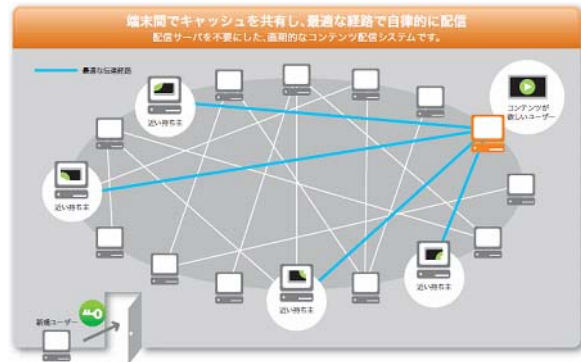 端末間でキャッシュを共有し、最適な経路で自律的に配信
配信サーバを不要にした、画期的なコンテンツ配信システムです。
最適な伝送経路
近い持ち主
コンテンツが
欲しいユーザー
近い持ち主
近い持ち主
近い持ち主
新規ユーザー